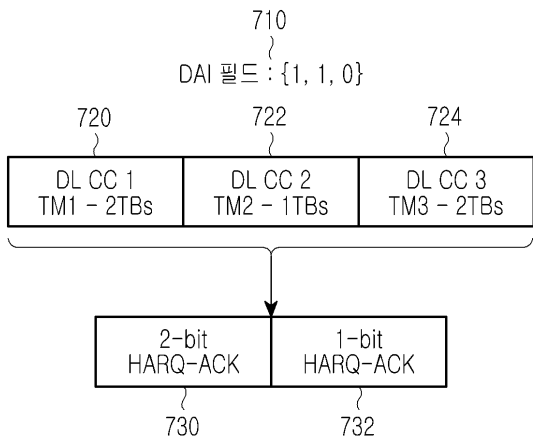 710
DAI 필드 : {1, 1, 0}
720 722 724
DL CC 1 DL CC 2 DL CC 3
TM1 - 2TBs TM2 - 1TBs TM3 - 2TBs
2-bit 1-bit
HARQ-ACK HARQ-ACK
730 732